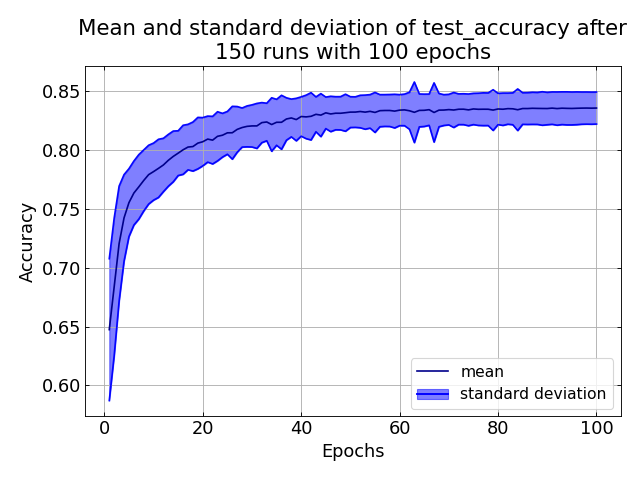 Mean and standard deviation of test_accuracy after
150 runs with 100 epochs
Accuracy
0.85
0.80
0.75
0.70
0.65
0.60
0
20
40
60
80
100
Epochs
mean
standard deviation